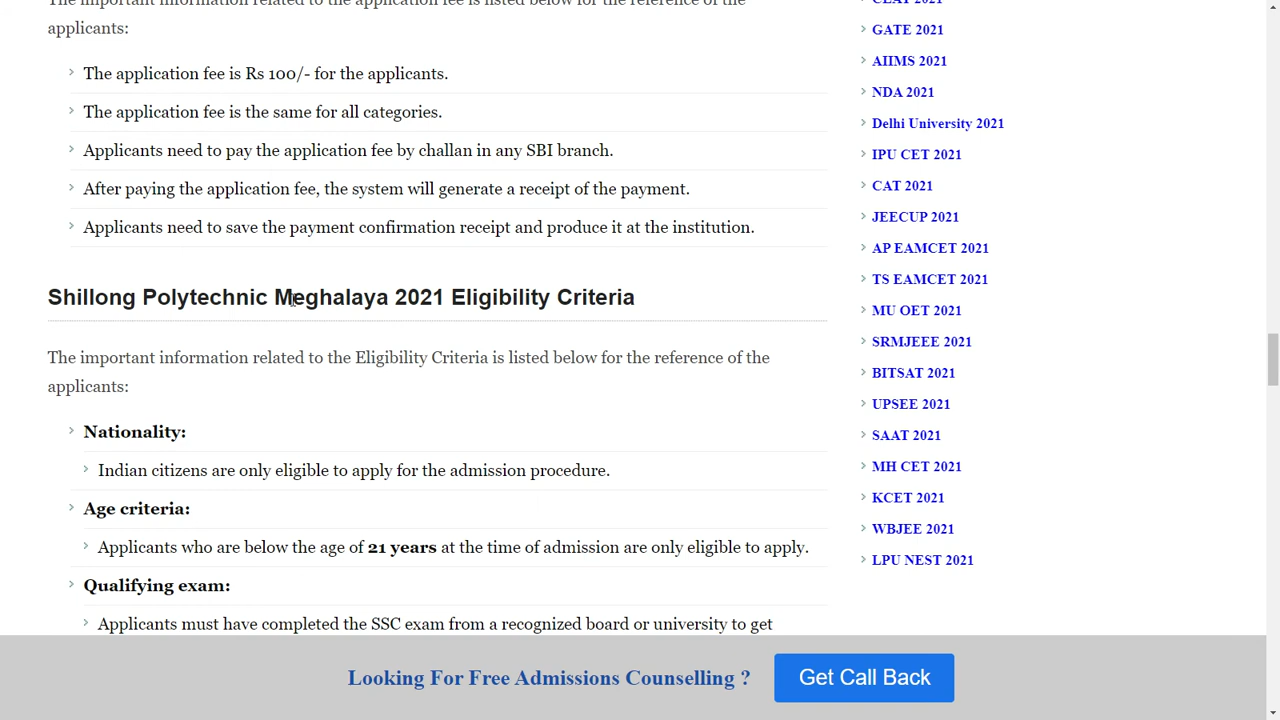 The important information related to the application fee is listed below for the reference of the
applicants:
The application fee is Rs 100/- for the applicants.
The application fee is the same for all categories.
Applicants need to pay the application fee by challan in any SBI branch.
After paying the application fee, the system will generate a receipt of the payment.
Applicants need to save the payment confirmation receipt and produce it at the institution.
Shillong Polytechnic Meghalaya 2021 Eligibility Criteria
The important information related to the Eligibility Criteria is listed below for the reference of the
applicants:
Nationality:
Indian citizens are only eligible to apply for the admission procedure.
Age criteria:
Applicants who are below the age of 21 years at the time of admission are only eligible to apply.
Qualifying exam:
Applicants must have completed the SSC exam from a recognized board or university to get
CLAT 2021
GATE 2021
AIIMS 2021
NDA 2021
Delhi University 2021
IPU CET 2021
CAT 2021
JEECUP 2021
AP EAMCET 2021
TS EAMCET 2021
MU OET 2021
SRMJEEE 2021
BITSAT 2021
UPSEE 2021
SAAT 2021
MH CET 2021
KCET 2021
WBJEE 2021
LPU NEST 2021
Looking For Free Admissions Counselling ?
Get Call Back